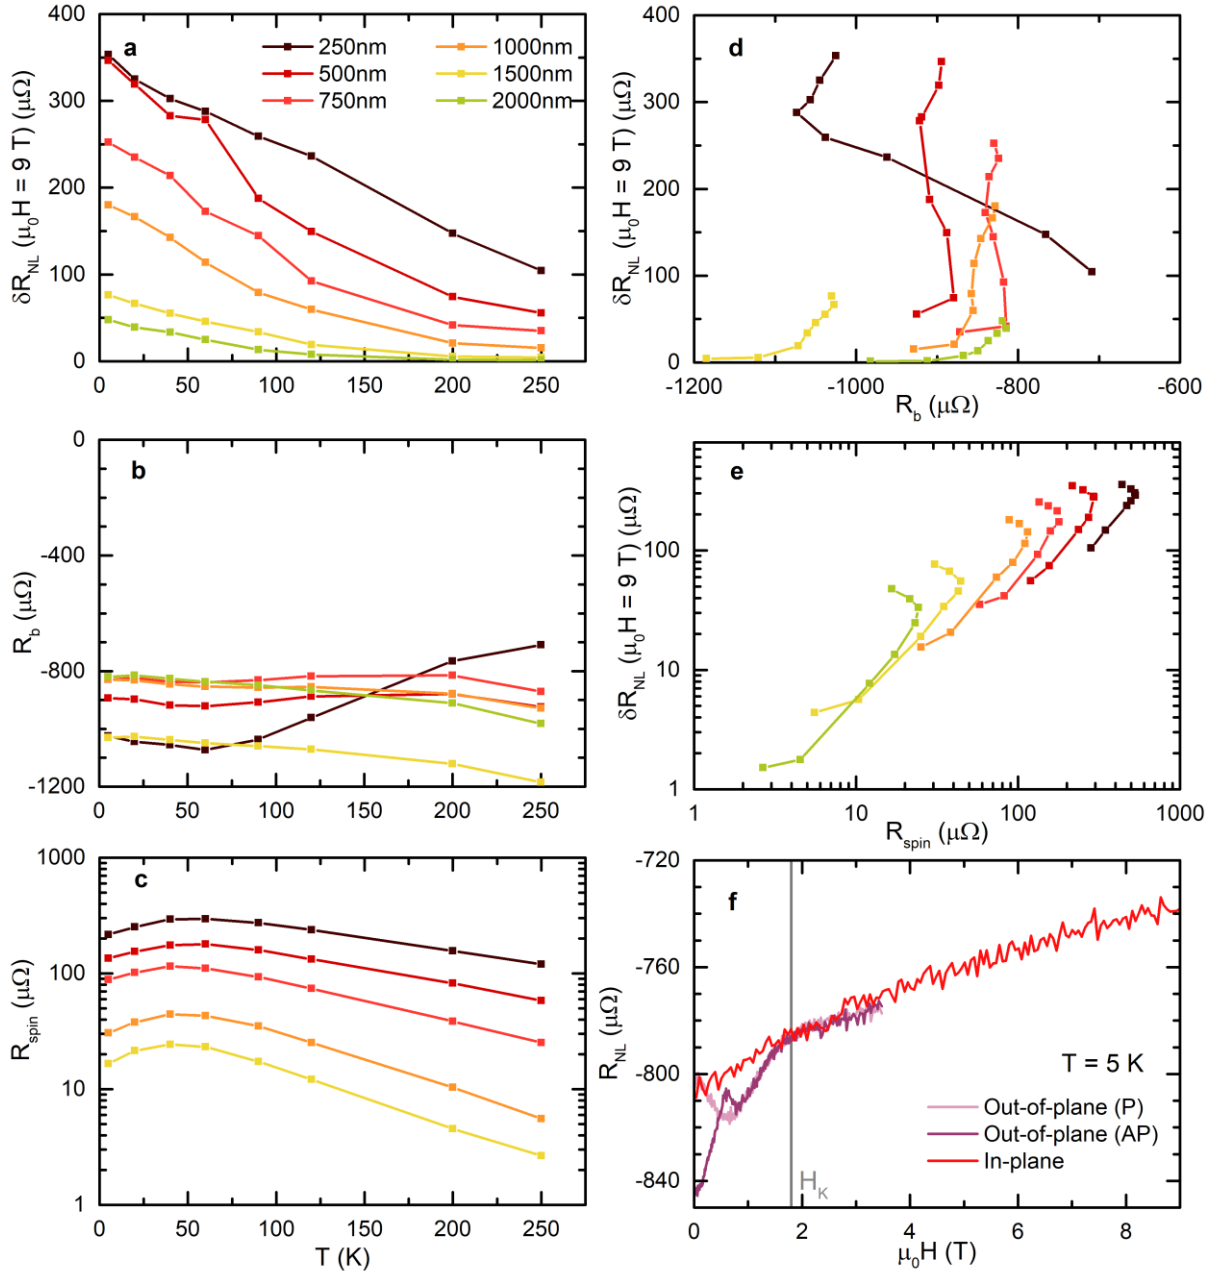 a
250nm
500nm
750nm
1000nm
1500nm
2000nm
400
300
200
100
0
0 50 100 150 200 250
δR_NL (μ₀H = 9 T) (μΩ)
b
0
-400
-800
-1200
0 50 100 150 200 250
R_b (μΩ)
c
1000
100
10
1
0 50 100 150 200 250
R_spin (μΩ)
T (K)
d
400
300
200
100
0
-1200 -1000 -800 -600
δR_NL (μ₀H = 9 T) (μΩ)
R_b (μΩ)
e
100
10
1
1 10 100 1000
δR_NL (μ₀H = 9 T) (μΩ)
R_spin (μΩ)
f
-720
-760
-800
-840
0 2 4 6 8
R_NL (μΩ)
T = 5 K
Out-of-plane (P)
Out-of-plane (AP)
In-plane
H_K
μ₀H (T)